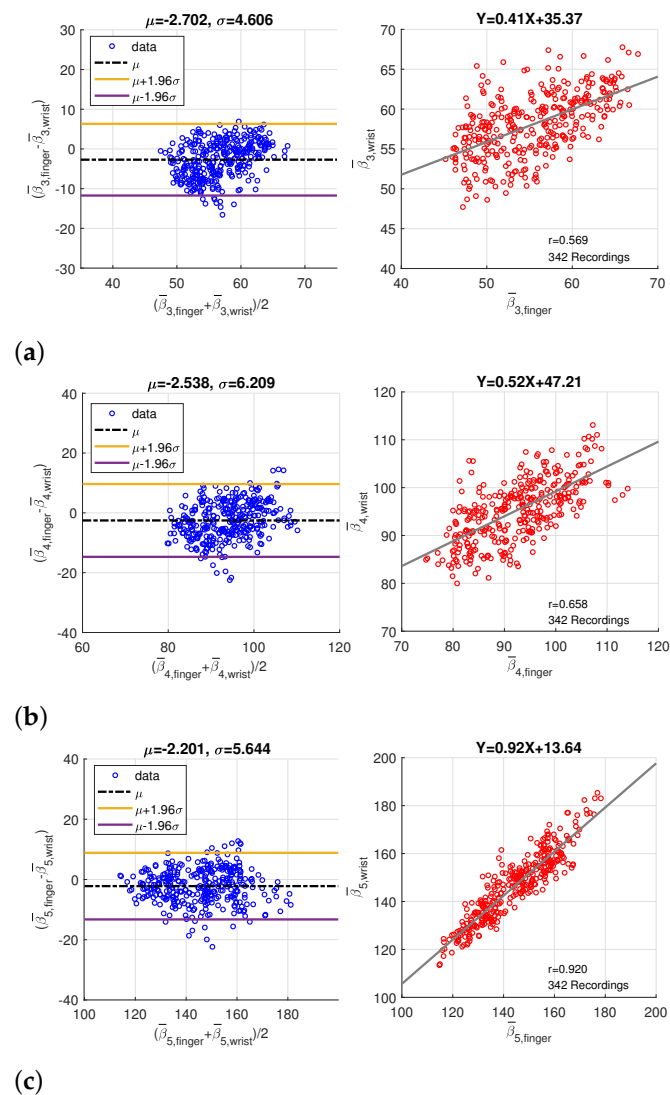 μ=-2.702, σ=4.606
Y=0.41X+35.37
30
20
10
0
-10
-20
-30
data
μ
μ+1.96σ
μ-1.96σ
(β̅3,finger-β̅3,wrist)
50
60
70
(β̅3,finger+β̅3,wrist)/2
70
65
60
55
50
45
β̅3,wrist
r=0.569
342 Recordings
40
50
60
70
β̅3,finger
(a)
μ=-2.538, σ=6.209
Y=0.52X+47.21
40
20
0
-20
-40
data
μ
μ+1.96σ
μ-1.96σ
(β̅4,finger-β̅4,wrist)
60
80
100
120
(β̅4,finger+β̅4,wrist)/2
120
110
100
90
80
70
β̅4,wrist
r=0.658
342 Recordings
70
80
90
100
110
120
β̅4,finger
(b)
μ=-2.201, σ=5.644
Y=0.92X+13.64
40
20
0
-20
-40
data
μ
μ+1.96σ
μ-1.96σ
(β̅5,finger-β̅5,wrist)
100
120
140
160
180
(β̅5,finger+β̅5,wrist)/2
200
180
160
140
120
100
β̅5,wrist
r=0.920
342 Recordings
100
120
140
160
180
200
β̅5,finger
(c)